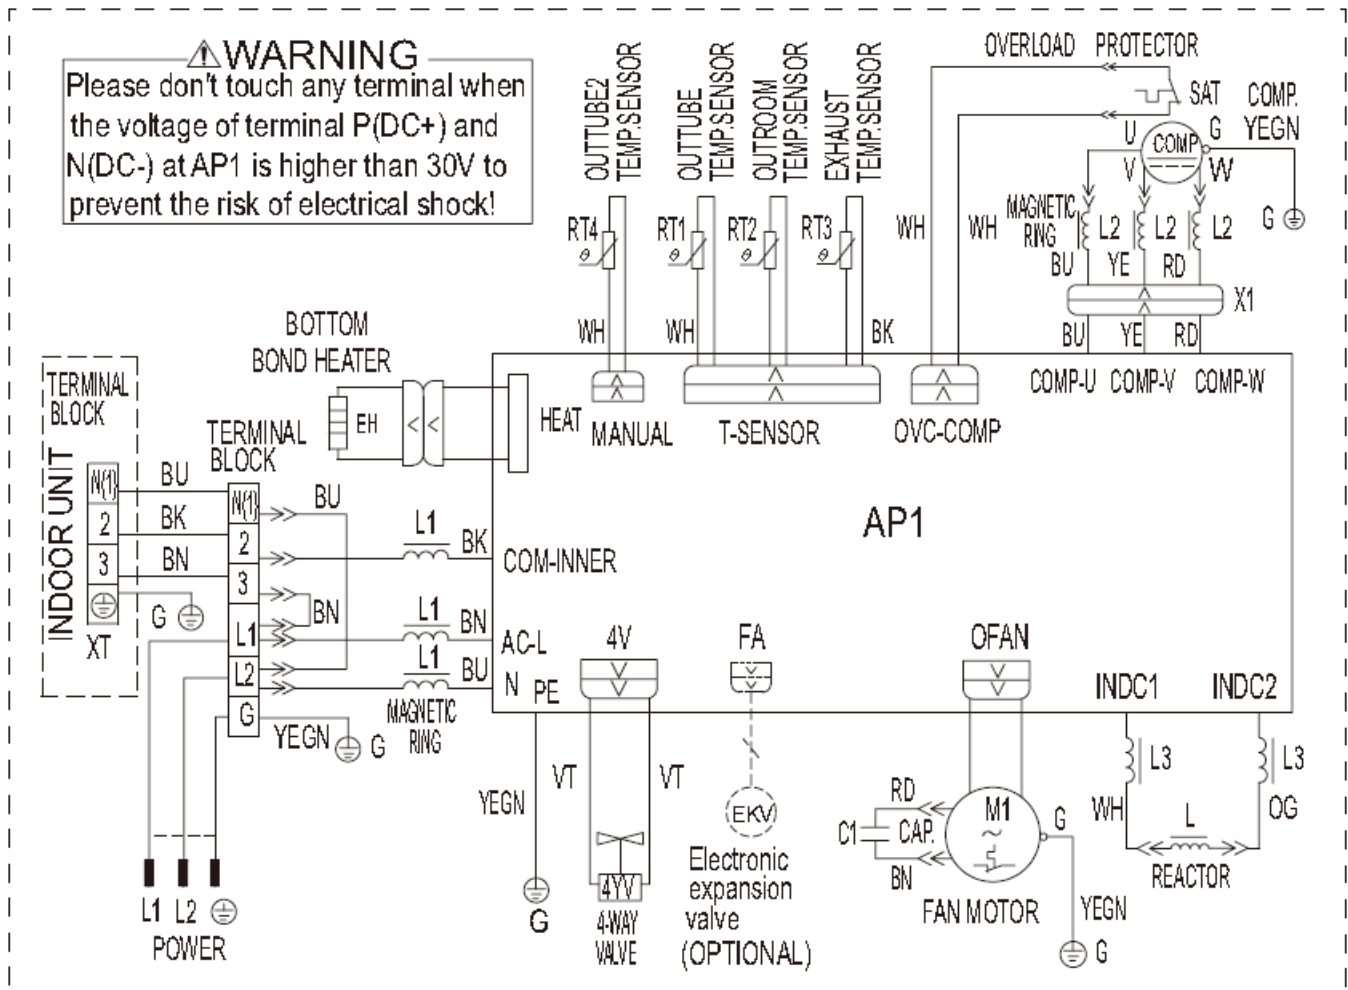 WARNING
Please don't touch any terminal when
the voltage of terminal P(DC+) and
N(DC-) at AP1 is higher than 30V to
prevent the risk of electrical shock!
OUTTUBE2
TEMP.SENSOR
OUTTUBE
TEMP.SENSOR
OUTROOM
TEMP.SENSOR
EXHAUST
TEMP.SENSOR
OVERLOAD PROTECTOR
SAT
COMP.
YEGN
U
G
COMP
V
W
RT4
θ
RT1
θ
RT2
θ
RT3
θ
WH
WH
MAGNETIC
RING
L2
L2
L2
G
BU
YE
RD
X1
WH
WH
BK
BU
YE
RD
BOTTOM
BOND HEATER
EH
HEAT
MANUAL
T-SENSOR
OVC-COMP
COMP-U
COMP-V
COMP-W
AP1
TERMINAL
BLOCK
INDOOR UNIT
N(1)
2
3
XT
BU
BK
BN
G
TERMINAL
BLOCK
N(1)
2
3
L1
L2
G
BU
BN
YEGN
G
L1
BK
COM-INNER
L1
BN
AC-L
L1
BU
N
PE
MAGNETIC
RING
4V
FA
OFAN
INDC1
INDC2
YEGN
G
VT
VT
4YV
4-WAY
VALVE
EKV
Electronic
expansion
valve
(OPTIONAL)
RD
C1
CAP.
BN
M1
~
G
FAN MOTOR
YEGN
G
L3
L3
WH
OG
L
REACTOR
L1
L2
POWER